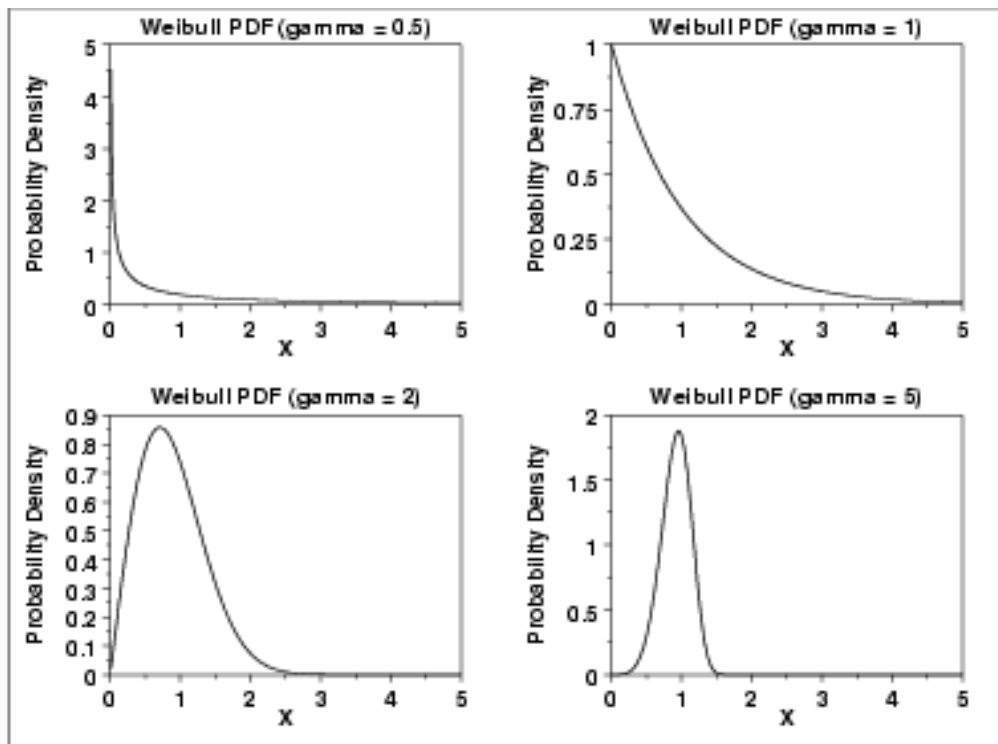 Weibull PDF (gamma = 0.5)
Probability Density
5
4
3
2
1
0
0 1 2 3 4 5
X
Weibull PDF (gamma = 1)
Probability Density
1
0.75
0.5
0.25
0
0 1 2 3 4 5
X
Weibull PDF (gamma = 2)
Probability Density
0.9
0.8
0.7
0.6
0.5
0.4
0.3
0.2
0.1
0
0 1 2 3 4 5
X
Weibull PDF (gamma = 5)
Probability Density
2
1.5
1
0.5
0
0 1 2 3 4 5
X